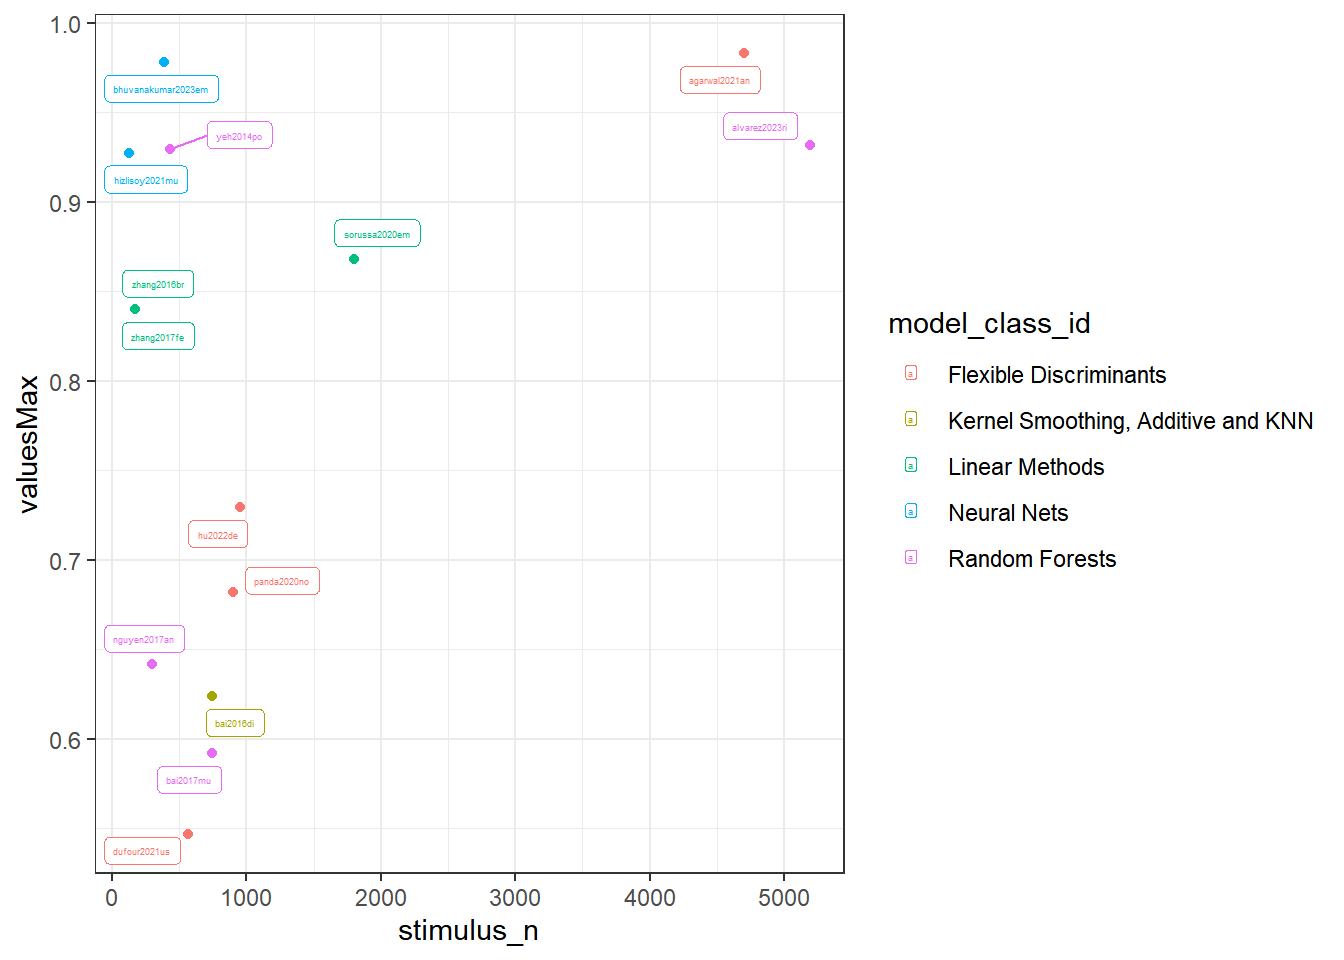 1.0
0.9
0.8
0.7
0.6
valuesMax
bhuvanakumar2023em
agarwal2021an
yeh2014po
alvarez2023ri
hizlisoy2021mu
sorussa2020em
zhang2016br
zhang2017fe
hu2022de
panda2020no
nguyen2017an
bai2016di
bai2017mu
dufour2021us
0 1000 2000 3000 4000 5000
stimulus_n
model_class_id
a Flexible Discriminants
a Kernel Smoothing, Additive and KNN
a Linear Methods
a Neural Nets
a Random Forests